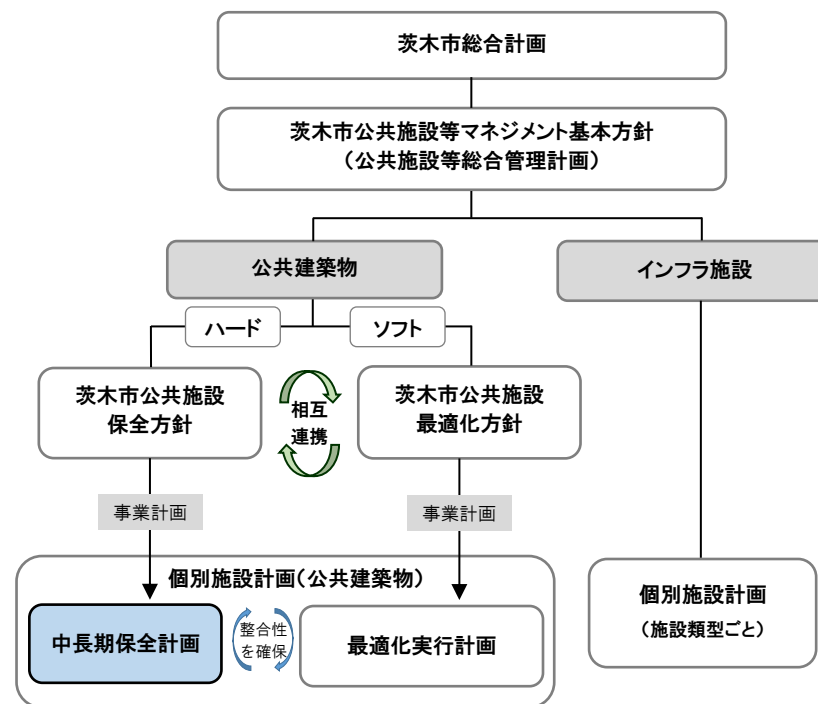 茨木市総合計画
茨木市公共施設等マネジメント基本方針
（公共施設等総合管理計画）
公共建築物
インフラ施設
ハード
ソフト
茨木市公共施設
保全方針
相互
連携
茨木市公共施設
最適化方針
事業計画
事業計画
個別施設計画（公共建築物）
中長期保全計画
整合性
を確保
最適化実行計画
個別施設計画
（施設類型ごと）